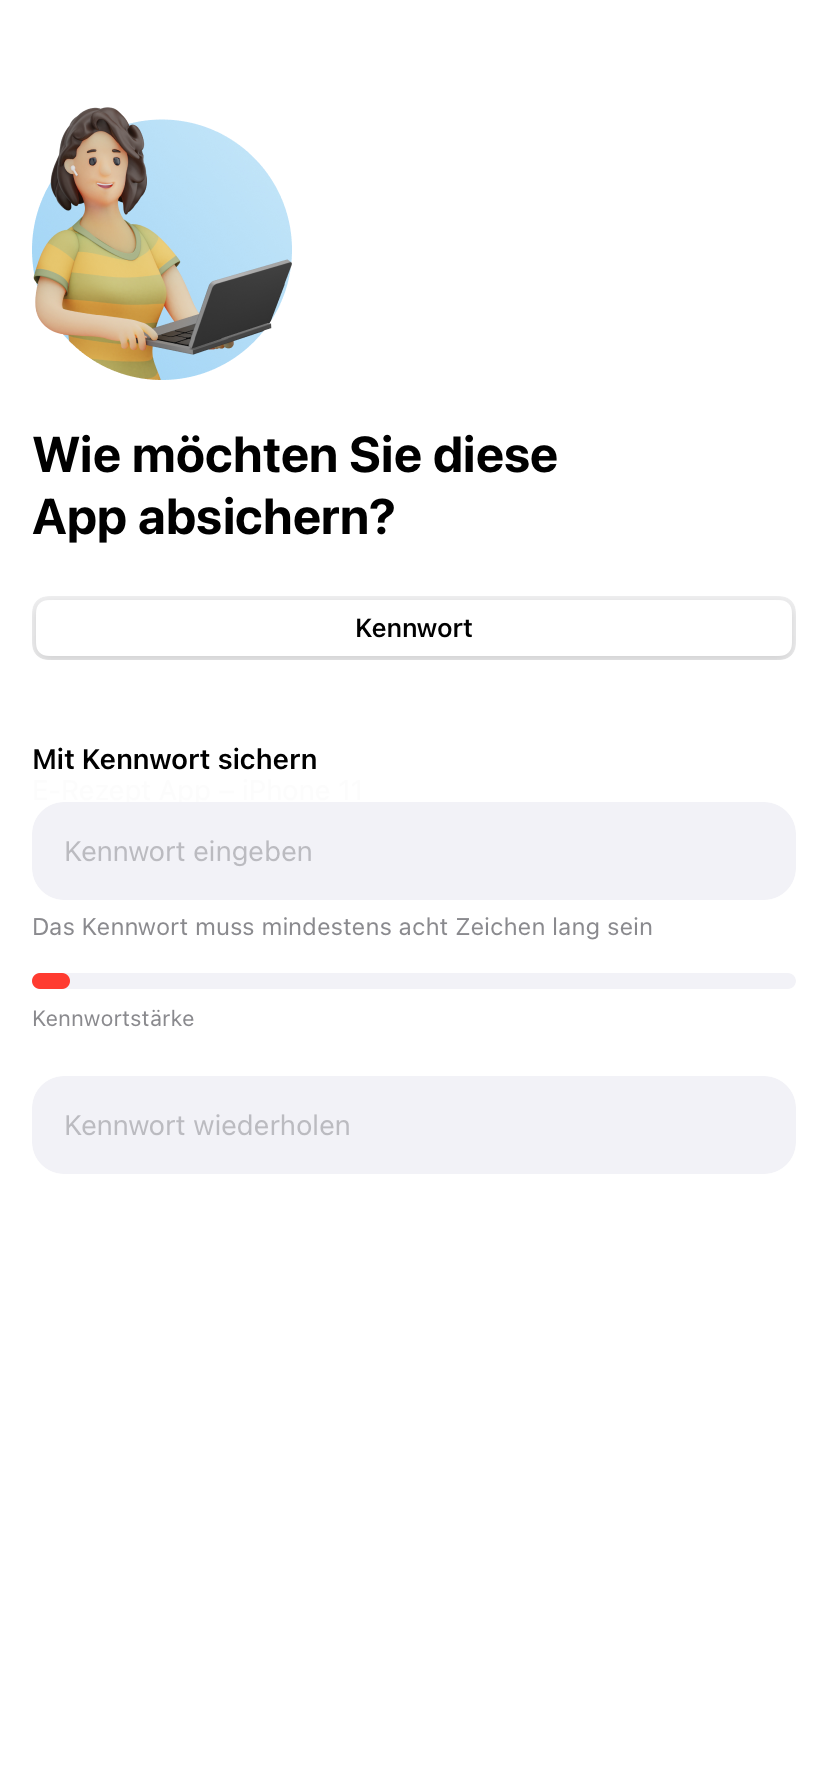 Wie möchten Sie diese
App absichern?
Kennwort
Mit Kennwort sichern
E-Rezept App – iPhone 11
Kennwort eingeben
Das Kennwort muss mindestens acht Zeichen lang sein
Kennwortstärke
Kennwort wiederholen